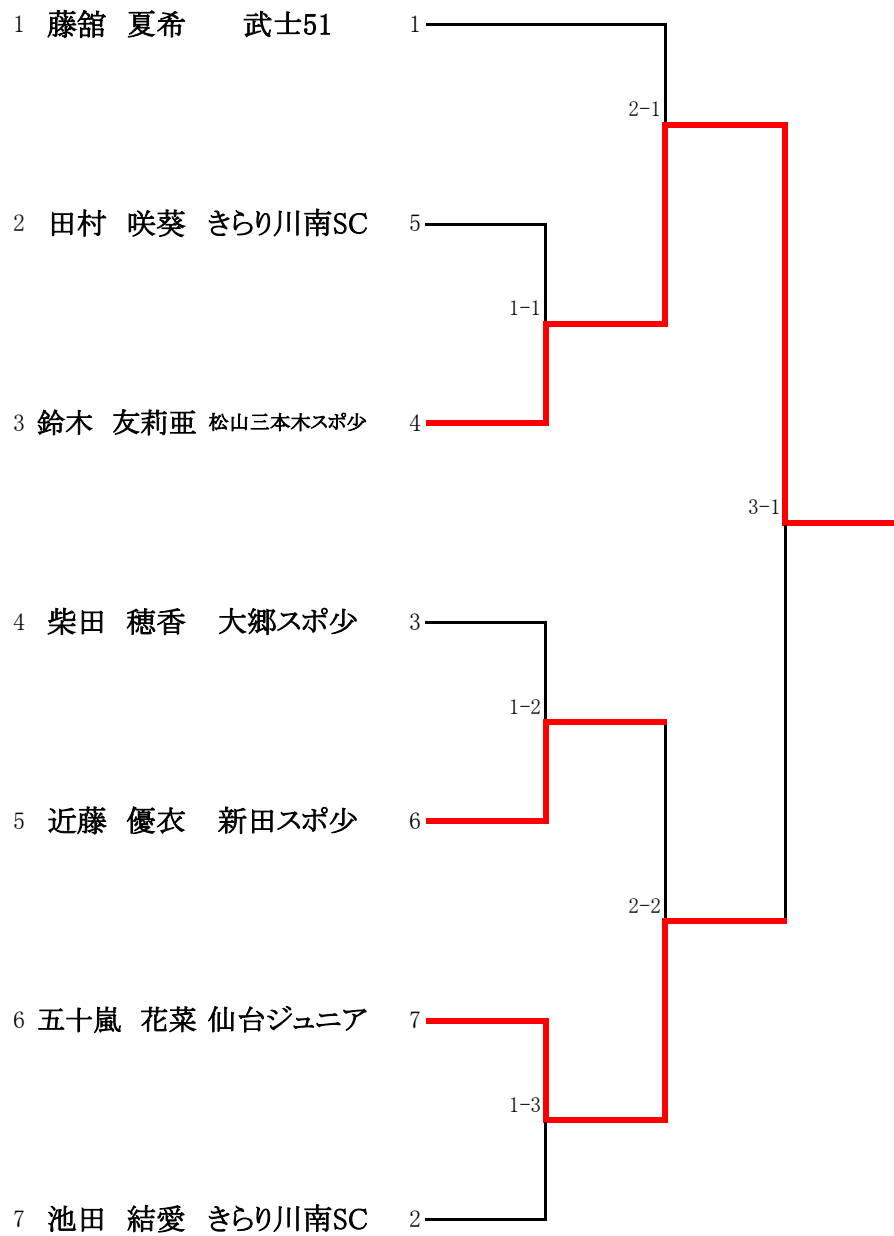 1 藤舘 夏希 武士51 1
2-1
2 田村 咲葵 きらり川南SC 5
1-1
3 鈴木 友莉亜 松山三本木スポ少 4
3-1
4 柴田 穂香 大郷スポ少 3
1-2
5 近藤 優衣 新田スポ少 6
2-2
6 五十嵐 花菜 仙台ジュニア 7
1-3
7 池田 結愛 きらり川南SC 2